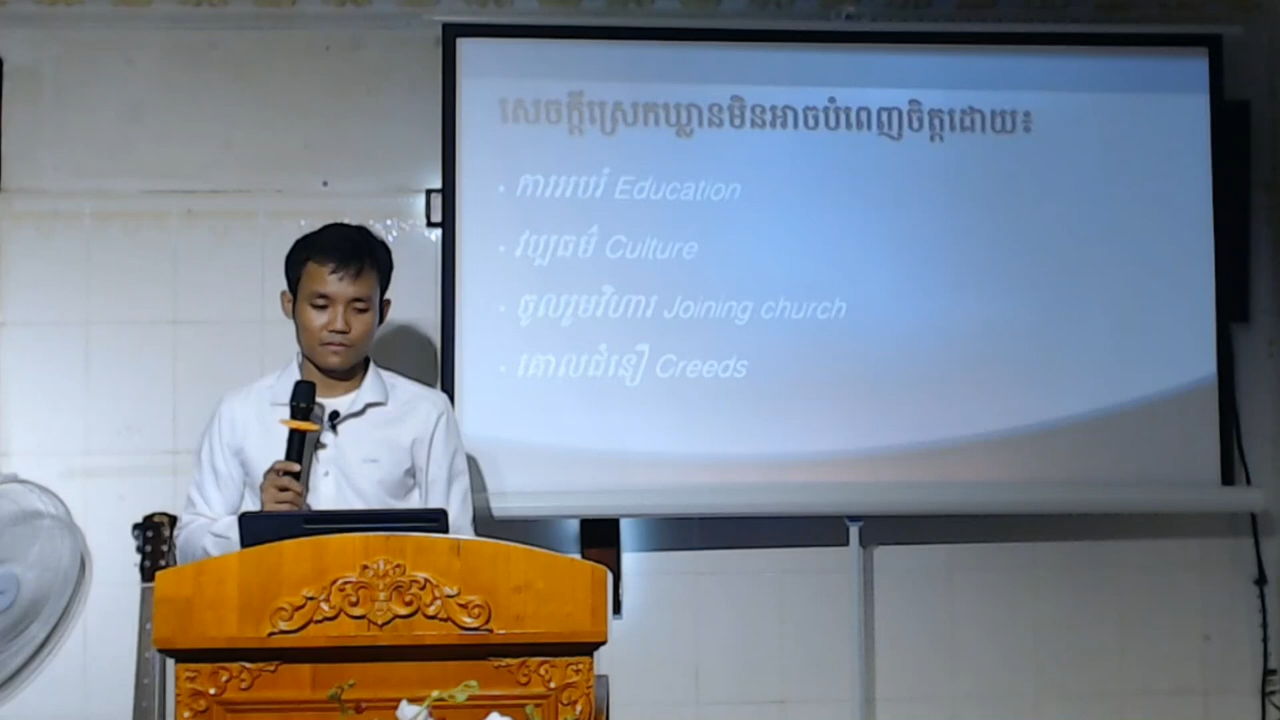 សេចក្តីស្រេកឃ្លានមិនអាចបំពេញចិត្តដោយ៖
• ការអប់រំ Education
• វប្បធម៌ Culture
• ចូលរួមវិហារ Joining church
• គោលជំនឿ Creeds